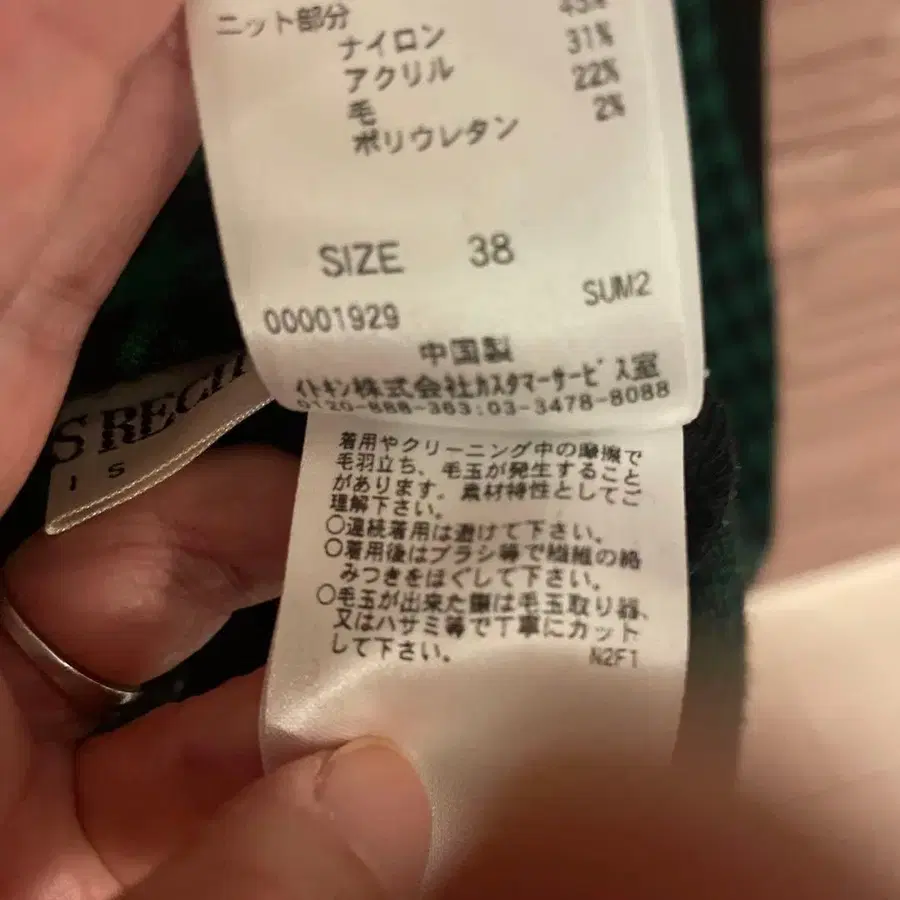 ニット部分
ナイロン 45%
アクリル 31%
毛 22%
ポリウレタン 2%
SIZE 38
SUM2
00001929
中国製
イトキン株式会社カスタマーサービス室
0120-888-363:03-3478-8088
S RECI
I S
着用やクリーニング中の摩擦で
毛羽立ち、毛玉が発生すること
があります。素材特性としてご
理解下さい。
○連続着用は避けて下さい。
○着用後はブラシ等で繊維の絡
みつきをほぐして下さい。
○毛玉が出来た際は毛玉取り器、
又はハサミ等で丁寧にカット
して下さい。
N2F1